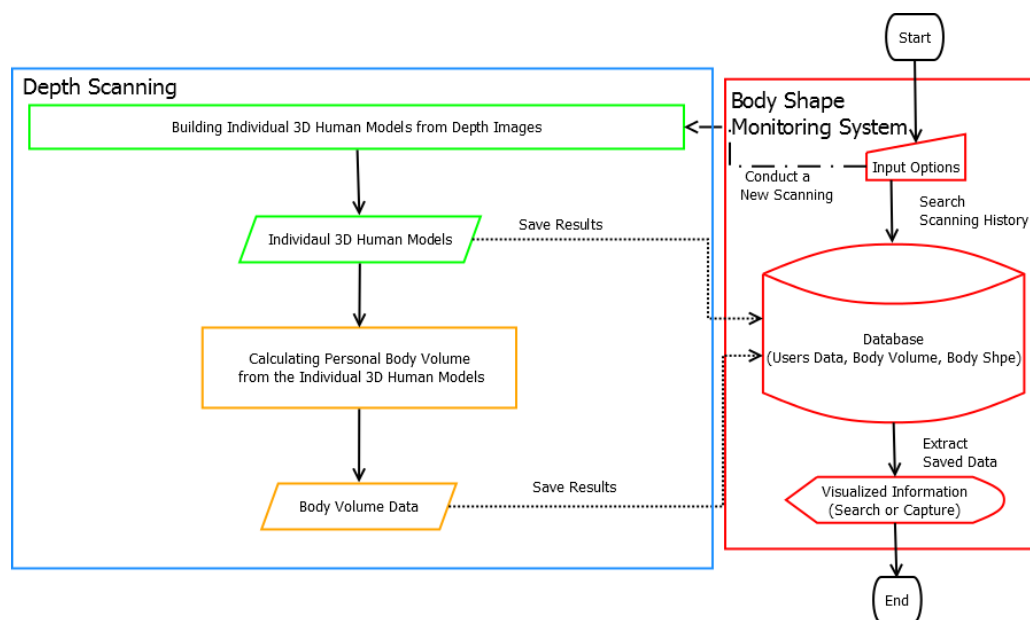 Start
Depth Scanning
Building Individual 3D Human Models from Depth Images
Individaul 3D Human Models
Save Results
Calculating Personal Body Volume
from the Individual 3D Human Models
Body Volume Data
Save Results
Body Shape
Monitoring System
Input Options
Conduct a
New Scanning
Search
Scanning History
Database
(Users Data, Body Volume, Body Shpe)
Extract
Saved Data
Visualized Information
(Search or Capture)
End